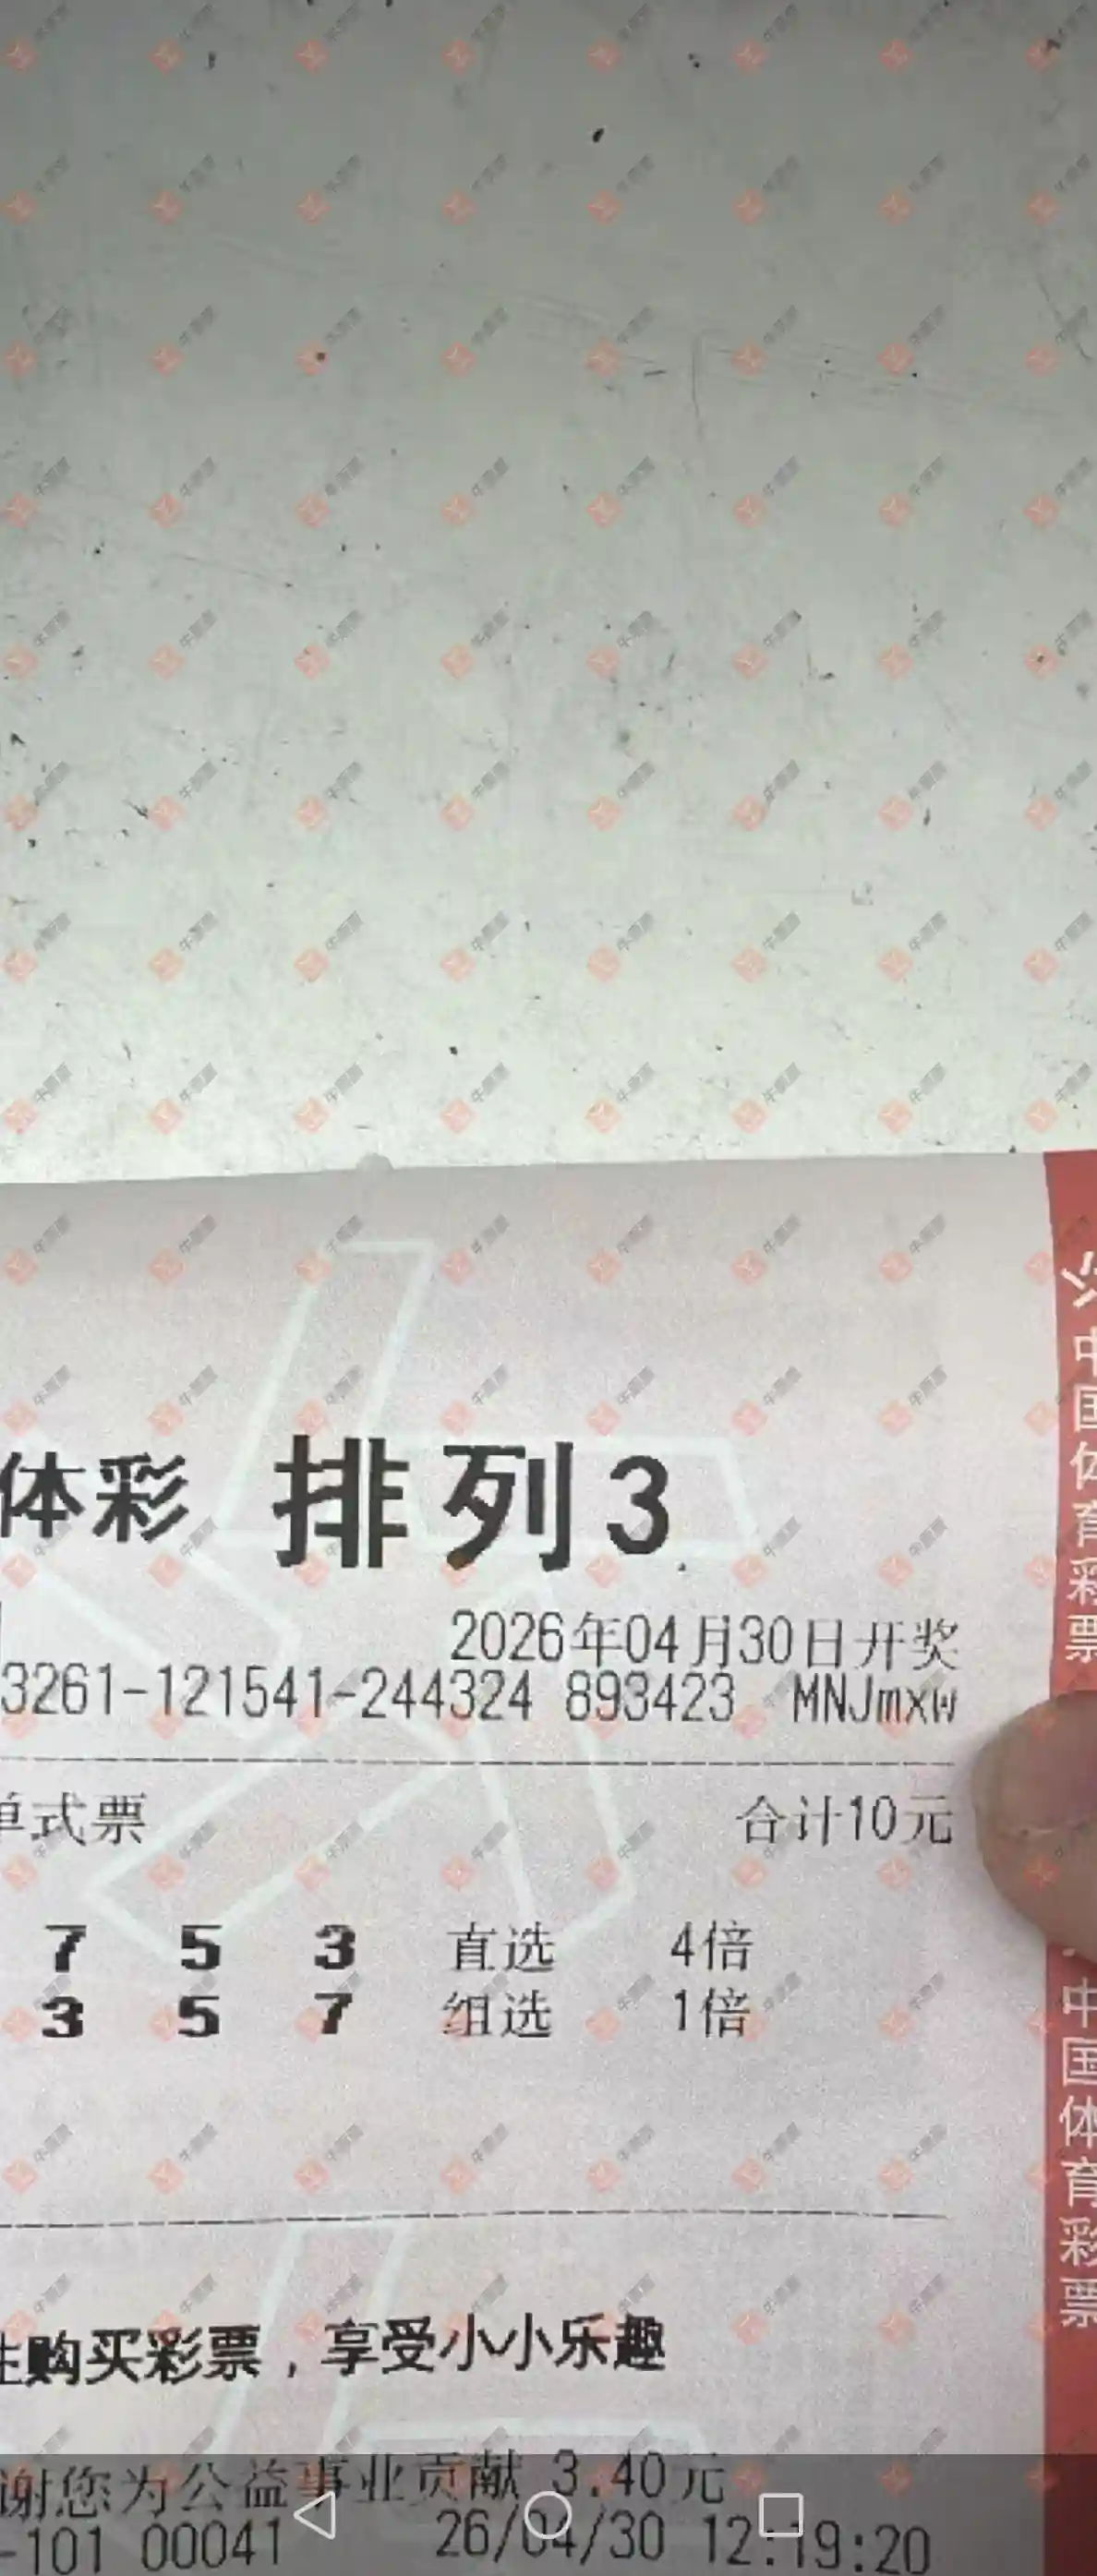 体彩 排列3
2026年04月30日开奖
3261-121541-244324 893423 MNJmxw
单式票 合计10元
7 5 3 直选 4倍
3 5 7 组选 1倍
购买彩票，享受小小乐趣
谢您为公益事业贡献 3.40元
-101 00041 26/04/30 12:19:20
中国体育彩票
中国体育彩票